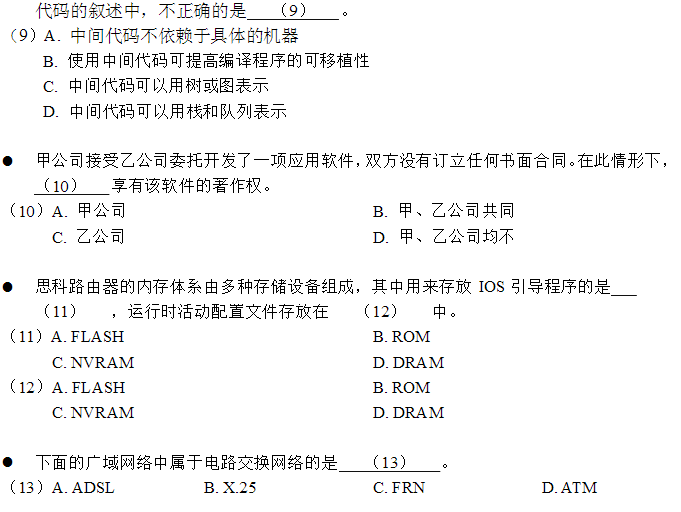 代码的叙述中，不正确的是 （9） 。
（9）A. 中间代码不依赖于具体的机器
B. 使用中间代码可提高编译程序的可移植性
C. 中间代码可以用树或图表示
D. 中间代码可以用栈和队列表示
● 甲公司接受乙公司委托开发了一项应用软件，双方没有订立任何书面合同。在此情形下，
（10） 享有该软件的著作权。
（10）A. 甲公司 B. 甲、乙公司共同
C. 乙公司 D. 甲、乙公司均不
● 思科路由器的内存体系由多种存储设备组成，其中用来存放 IOS 引导程序的是
（11） ，运行时活动配置文件存放在 （12） 中。
（11）A. FLASH B. ROM
C. NVRAM D. DRAM
（12）A. FLASH B. ROM
C. NVRAM D. DRAM
● 下面的广域网络中属于电路交换网络的是 （13） 。
（13）A. ADSL B. X.25 C. FRN D. ATM